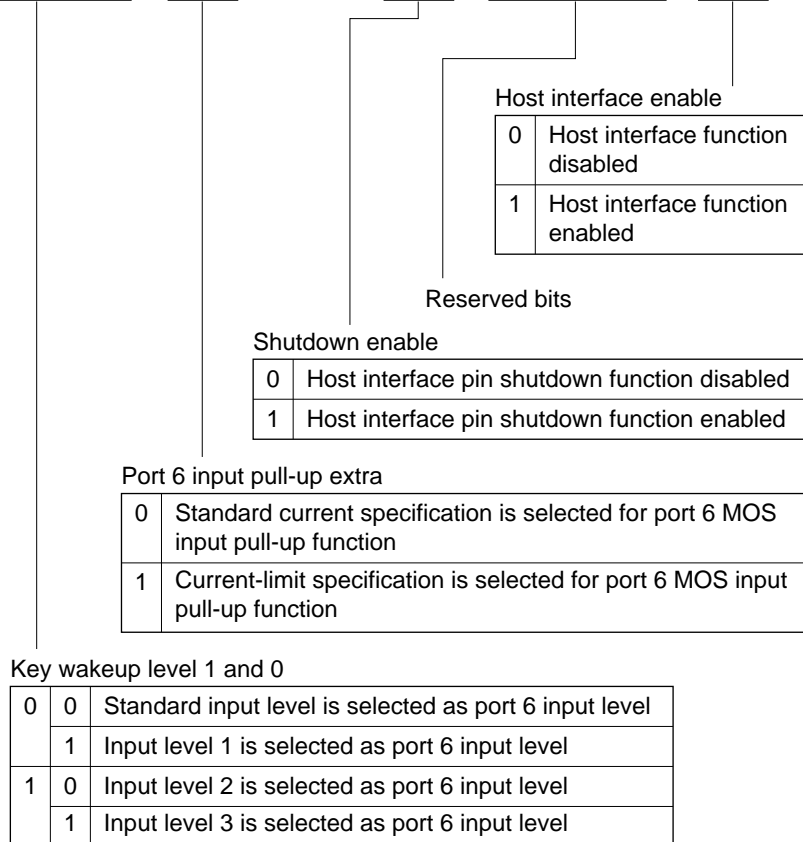 Host interface enable
0 Host interface function
disabled
1 Host interface function
enabled
Reserved bits
Shutdown enable
0 Host interface pin shutdown function disabled
1 Host interface pin shutdown function enabled
Port 6 input pull-up extra
0 Standard current specification is selected for port 6 MOS
input pull-up function
1 Current-limit specification is selected for port 6 MOS input
pull-up function
Key wakeup level 1 and 0
0 0 Standard input level is selected as port 6 input level
1 Input level 1 is selected as port 6 input level
1 0 Input level 2 is selected as port 6 input level
1 Input level 3 is selected as port 6 input level